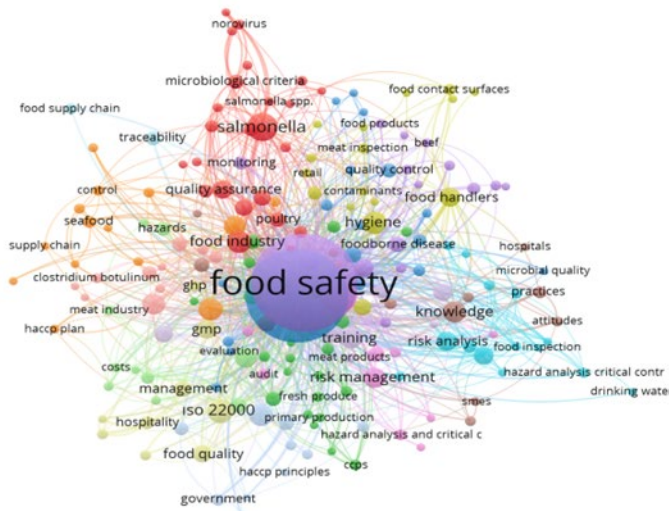 norovirus
microbiological criteria
food contact surfaces
salmonella spp.
food supply chain
salmonella
food products
traceability
beef
meat inspection
monitoring
retail
quality control
control
quality assurance
contaminants
food handlers
seafood
poultry
hygiene
hazards
supply chain
food industry
foodborne disease
hospitals
clostridium botulinum
microbial quality
ghp
food safety
practices
meat industry
knowledge
attitudes
haccp plan
gmp
training
risk analysis
food inspection
evaluation
meat products
costs
audit
risk management
hazard analysis critical contr
management
fresh produce
drinking water
smes
iso 22000
primary production
hospitality
hazard analysis and critical c
food quality
ccps
haccp principles
government